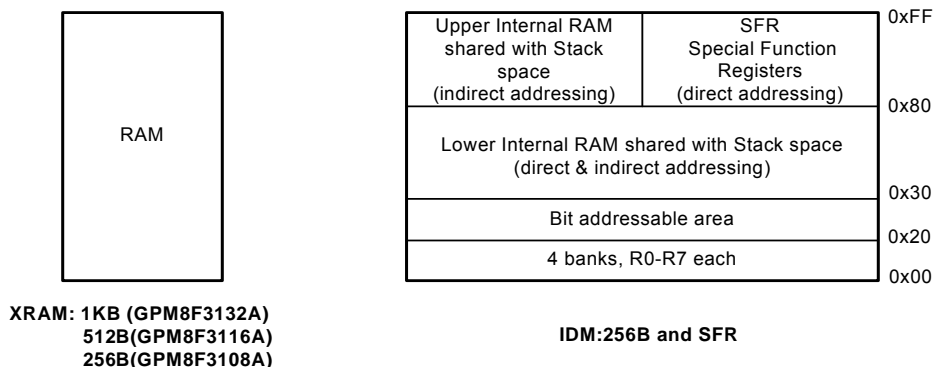 RAM
XRAM: 1KB (GPM8F3132A)
512B(GPM8F3116A)
256B(GPM8F3108A)
Upper Internal RAM
shared with Stack
space
(indirect addressing)
SFR
Special Function
Registers
(direct addressing)
0xFF
0x80
Lower Internal RAM shared with Stack space
(direct & indirect addressing)
0x30
Bit addressable area
0x20
4 banks, R0-R7 each
0x00
IDM:256B and SFR